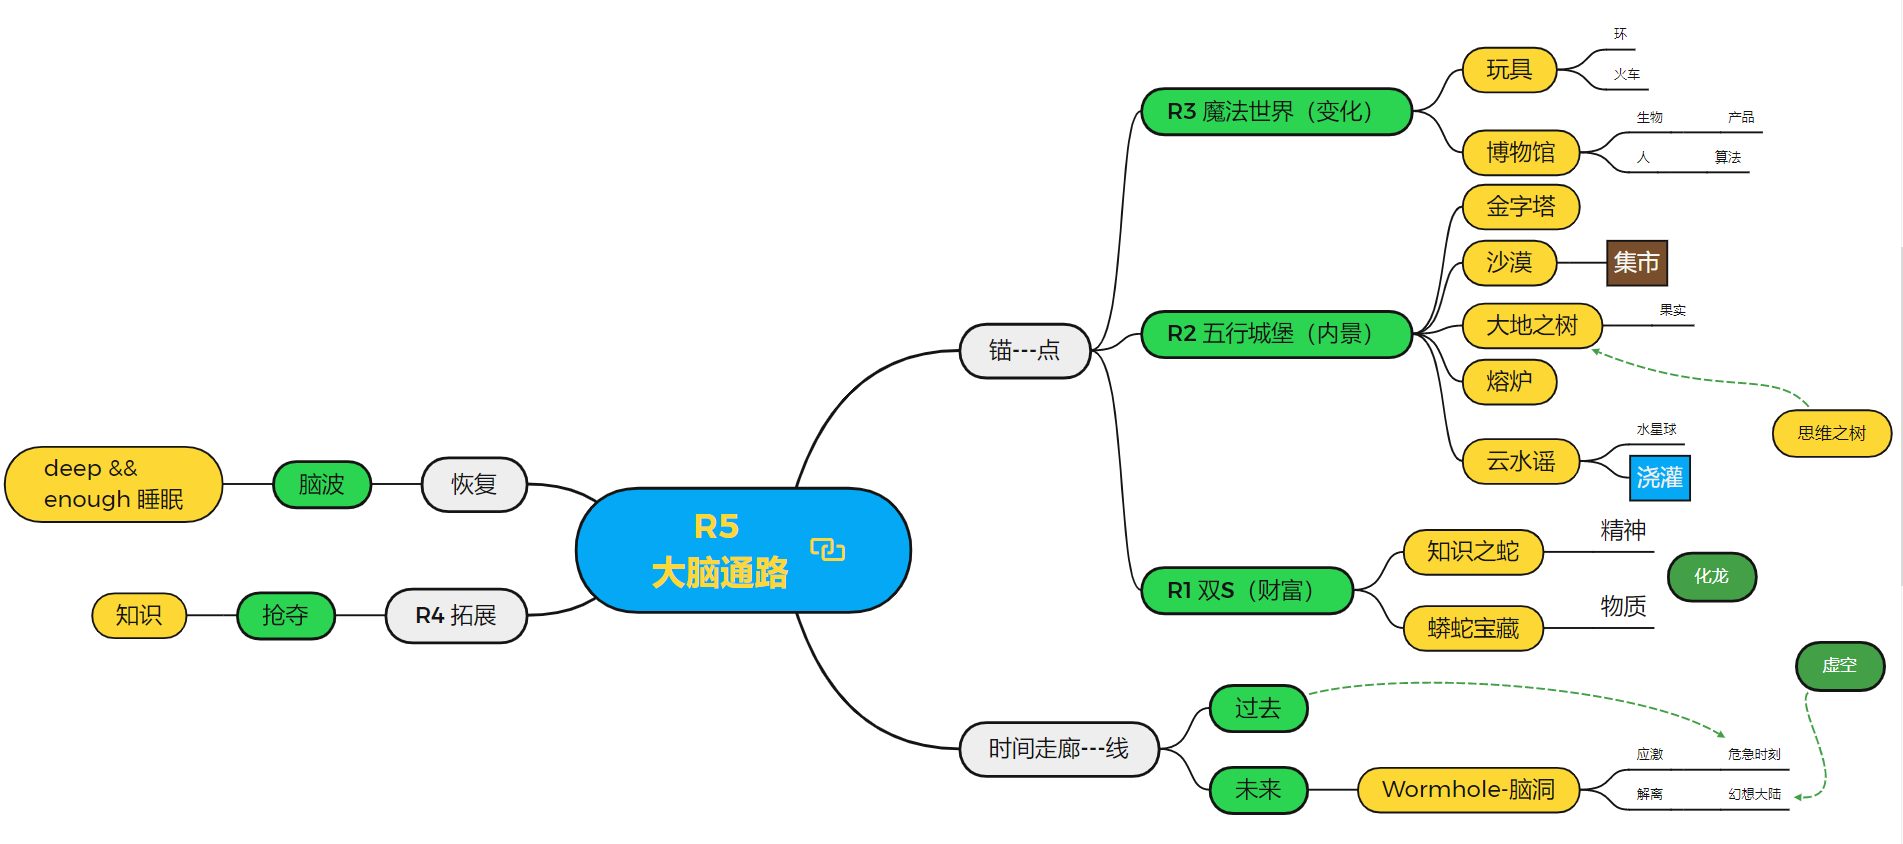 R5
大脑通路
锚---点
R3 魔法世界（变化）
玩具
环
火车
博物馆
生物
产品
人
算法
R2 五行城堡（内景）
金字塔
沙漠
集市
大地之树
果实
熔炉
云水谣
水星球
浇灌
思维之树
R1 双S（财富）
知识之蛇
精神
蟒蛇宝藏
物质
化龙
时间走廊---线
过去
未来
Wormhole-脑洞
应激
危急时刻
解离
幻想大陆
虚空
恢复
脑波
deep &&
enough 睡眠
R4 拓展
抢夺
知识